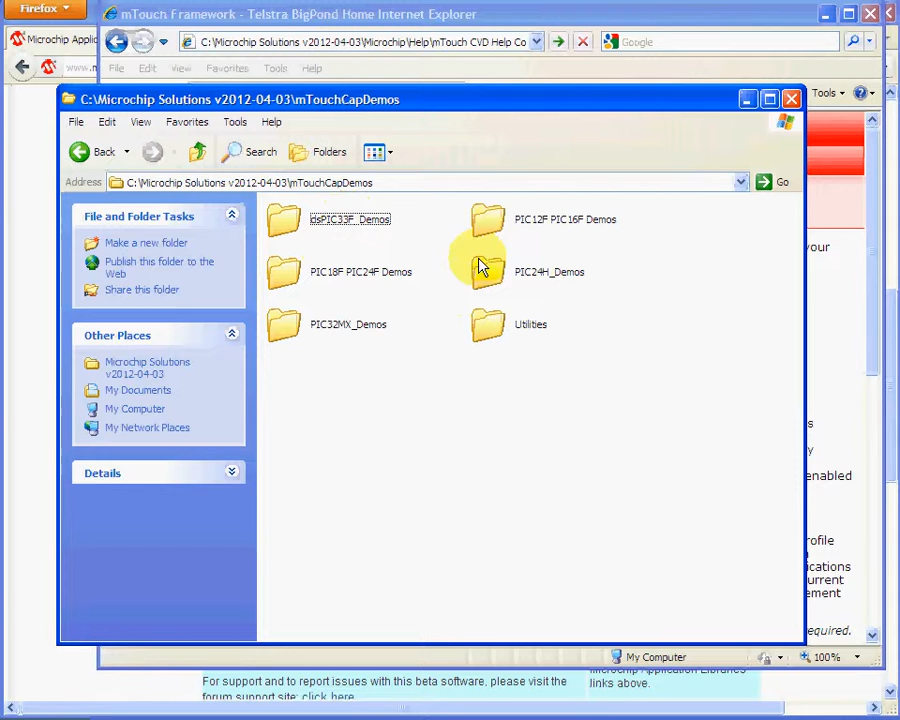 Firefox
mTouch Framework - Telstra BigPond Home Internet Explorer
Microchip Applic
C:\Microchip Solutions v2012-04-03\Microchip\Help\mTouch CVD Help Co
Google
www.
File Edit View Favorites Tools Help
C:\Microchip Solutions v2012-04-03\mTouchCapDemos
Tools
File Edit View Favorites Tools Help
Back Search Folders
Address C:\Microchip Solutions v2012-04-03\mTouchCapDemos Go
File and Folder Tasks
Make a new folder
Publish this folder to the
Web
Share this folder
Other Places
Microchip Solutions
v2012-04-03
My Documents
My Computer
My Network Places
Details
dsPIC33F_Demos
PIC12F PIC16F Demos
PIC18F PIC24F Demos
PIC24H_Demos
PIC32MX_Demos
Utilities
your
s
y
enabled
rofile
ications
urrent
ement
required.
My Computer
100%
For support and to report issues with this beta software, please visit the
forum support site: click here
Microchip Application Libraries
links above.